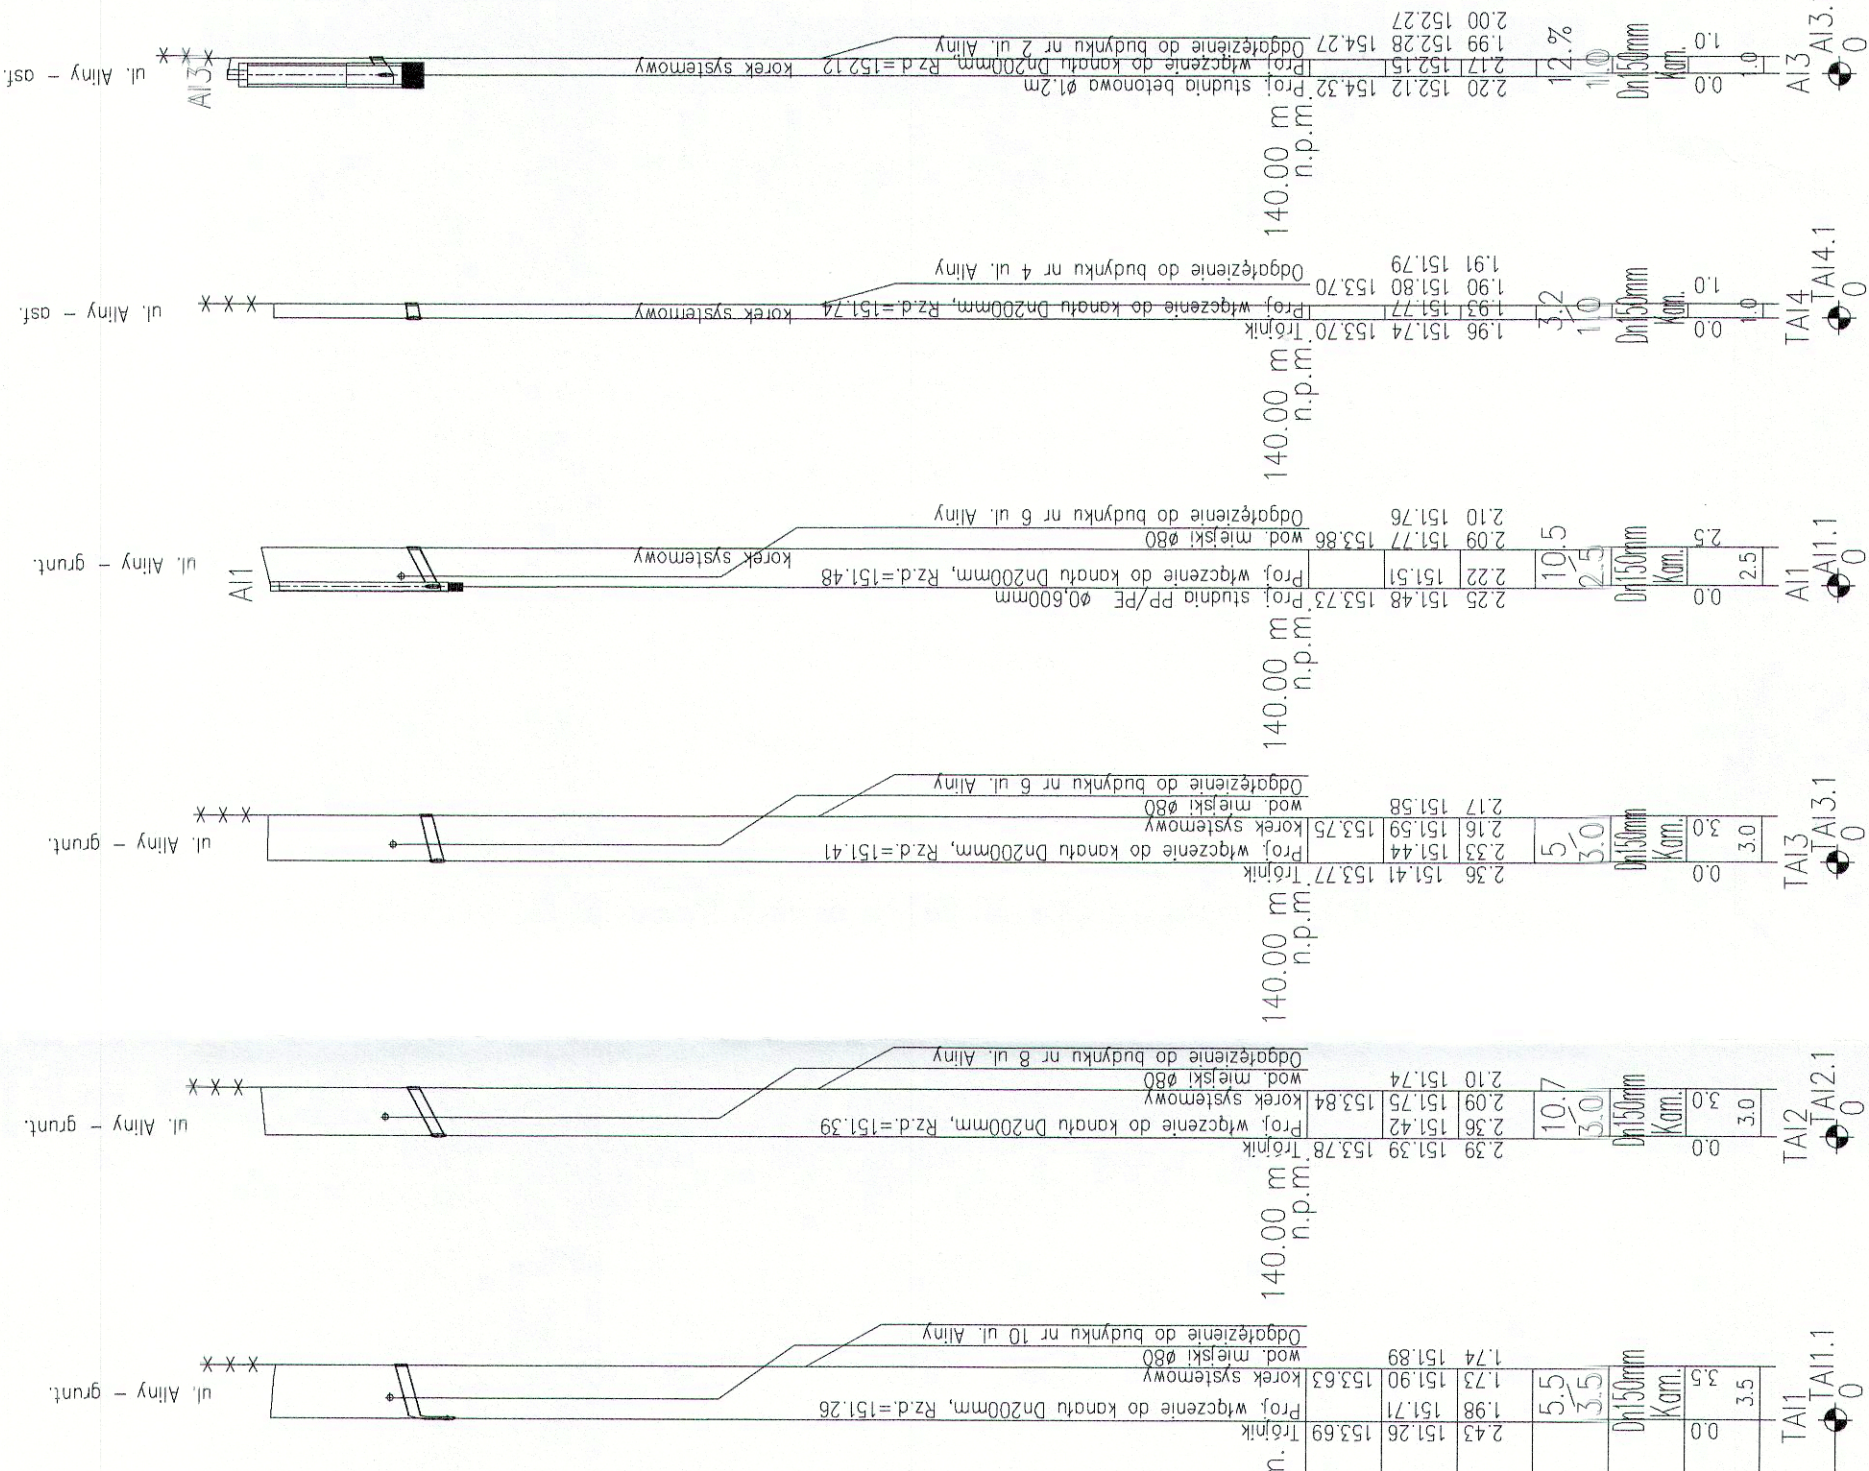 ul. Aliny – asf.
AI3
korek systemowy
2.00 152.27
Odgałęzienie do budynku nr 2 ul. Aliny
1.99 152.28 154.27
Proj. włączenie do kanału Dn200mm, Rz.d.=152.12
2.17 152.15
Proj. studnia betonowa ø1.2m
2.20 152.12 154.32
12.%
1.0
Dn150mm
Kam.
0.0
1.0
1.0
AI3
AI3.
0
140.00 m
n.p.m.
ul. Aliny – asf.
korek systemowy
1.91 151.79
Odgałęzienie do budynku nr 4 ul. Aliny
1.90 151.80 153.70
Proj. włączenie do kanału Dn200mm, Rz.d.=151.74
1.93 151.77
Trójnik
1.96 151.74 153.70
3.2
1.0
Dn150mm
Kam.
0.0
1.0
1.0
TAI4
TAI4.1
0
140.00 m
n.p.m.
ul. Aliny – grunt.
AI1
korek systemowy
2.10 151.76
Odgałęzienie do budynku nr 6 ul. Aliny
wod. miejski ø80
2.09 151.77 153.86
Proj. włączenie do kanału Dn200mm, Rz.d.=151.48
2.22 151.51
Proj. studnia PP/PE ø0,600mm
2.25 151.48 153.73
10.5
2.5
Dn150mm
Kam.
0.0
2.5
2.5
AI1
AI1.1
0
140.00 m
n.p.m.
ul. Aliny – grunt.
Odgałęzienie do budynku nr 6 ul. Aliny
wod. miejski ø80
2.17 151.58
korek systemowy
2.16 151.59 153.75
Proj. włączenie do kanału Dn200mm, Rz.d.=151.41
2.33 151.44
Trójnik
2.36 151.41 153.77
5
3.0
Dn150mm
Kam.
0.0
3.0
3.0
TAI3
TAI3.1
0
140.00 m
n.p.m.
ul. Aliny – grunt.
Odgałęzienie do budynku nr 8 ul. Aliny
wod. miejski ø80
2.10 151.74
korek systemowy
2.09 151.75 153.84
Proj. włączenie do kanału Dn200mm, Rz.d.=151.39
2.36 151.42
Trójnik
2.39 151.39 153.78
10.7
3.0
Dn150mm
Kam.
0.0
3.0
3.0
TAI2
TAI2.1
0
140.00 m
n.p.m.
ul. Aliny – grunt.
Odgałęzienie do budynku nr 10 ul. Aliny
wod. miejski ø80
1.74 151.89
korek systemowy
1.73 151.90 153.63
Proj. włączenie do kanału Dn200mm, Rz.d.=151.26
1.98 151.71
Trójnik
2.43 151.26 153.69
5.5
3.5
Dn150mm
Kam.
0.0
3.5
3.5
TAI1
TAI1.1
0